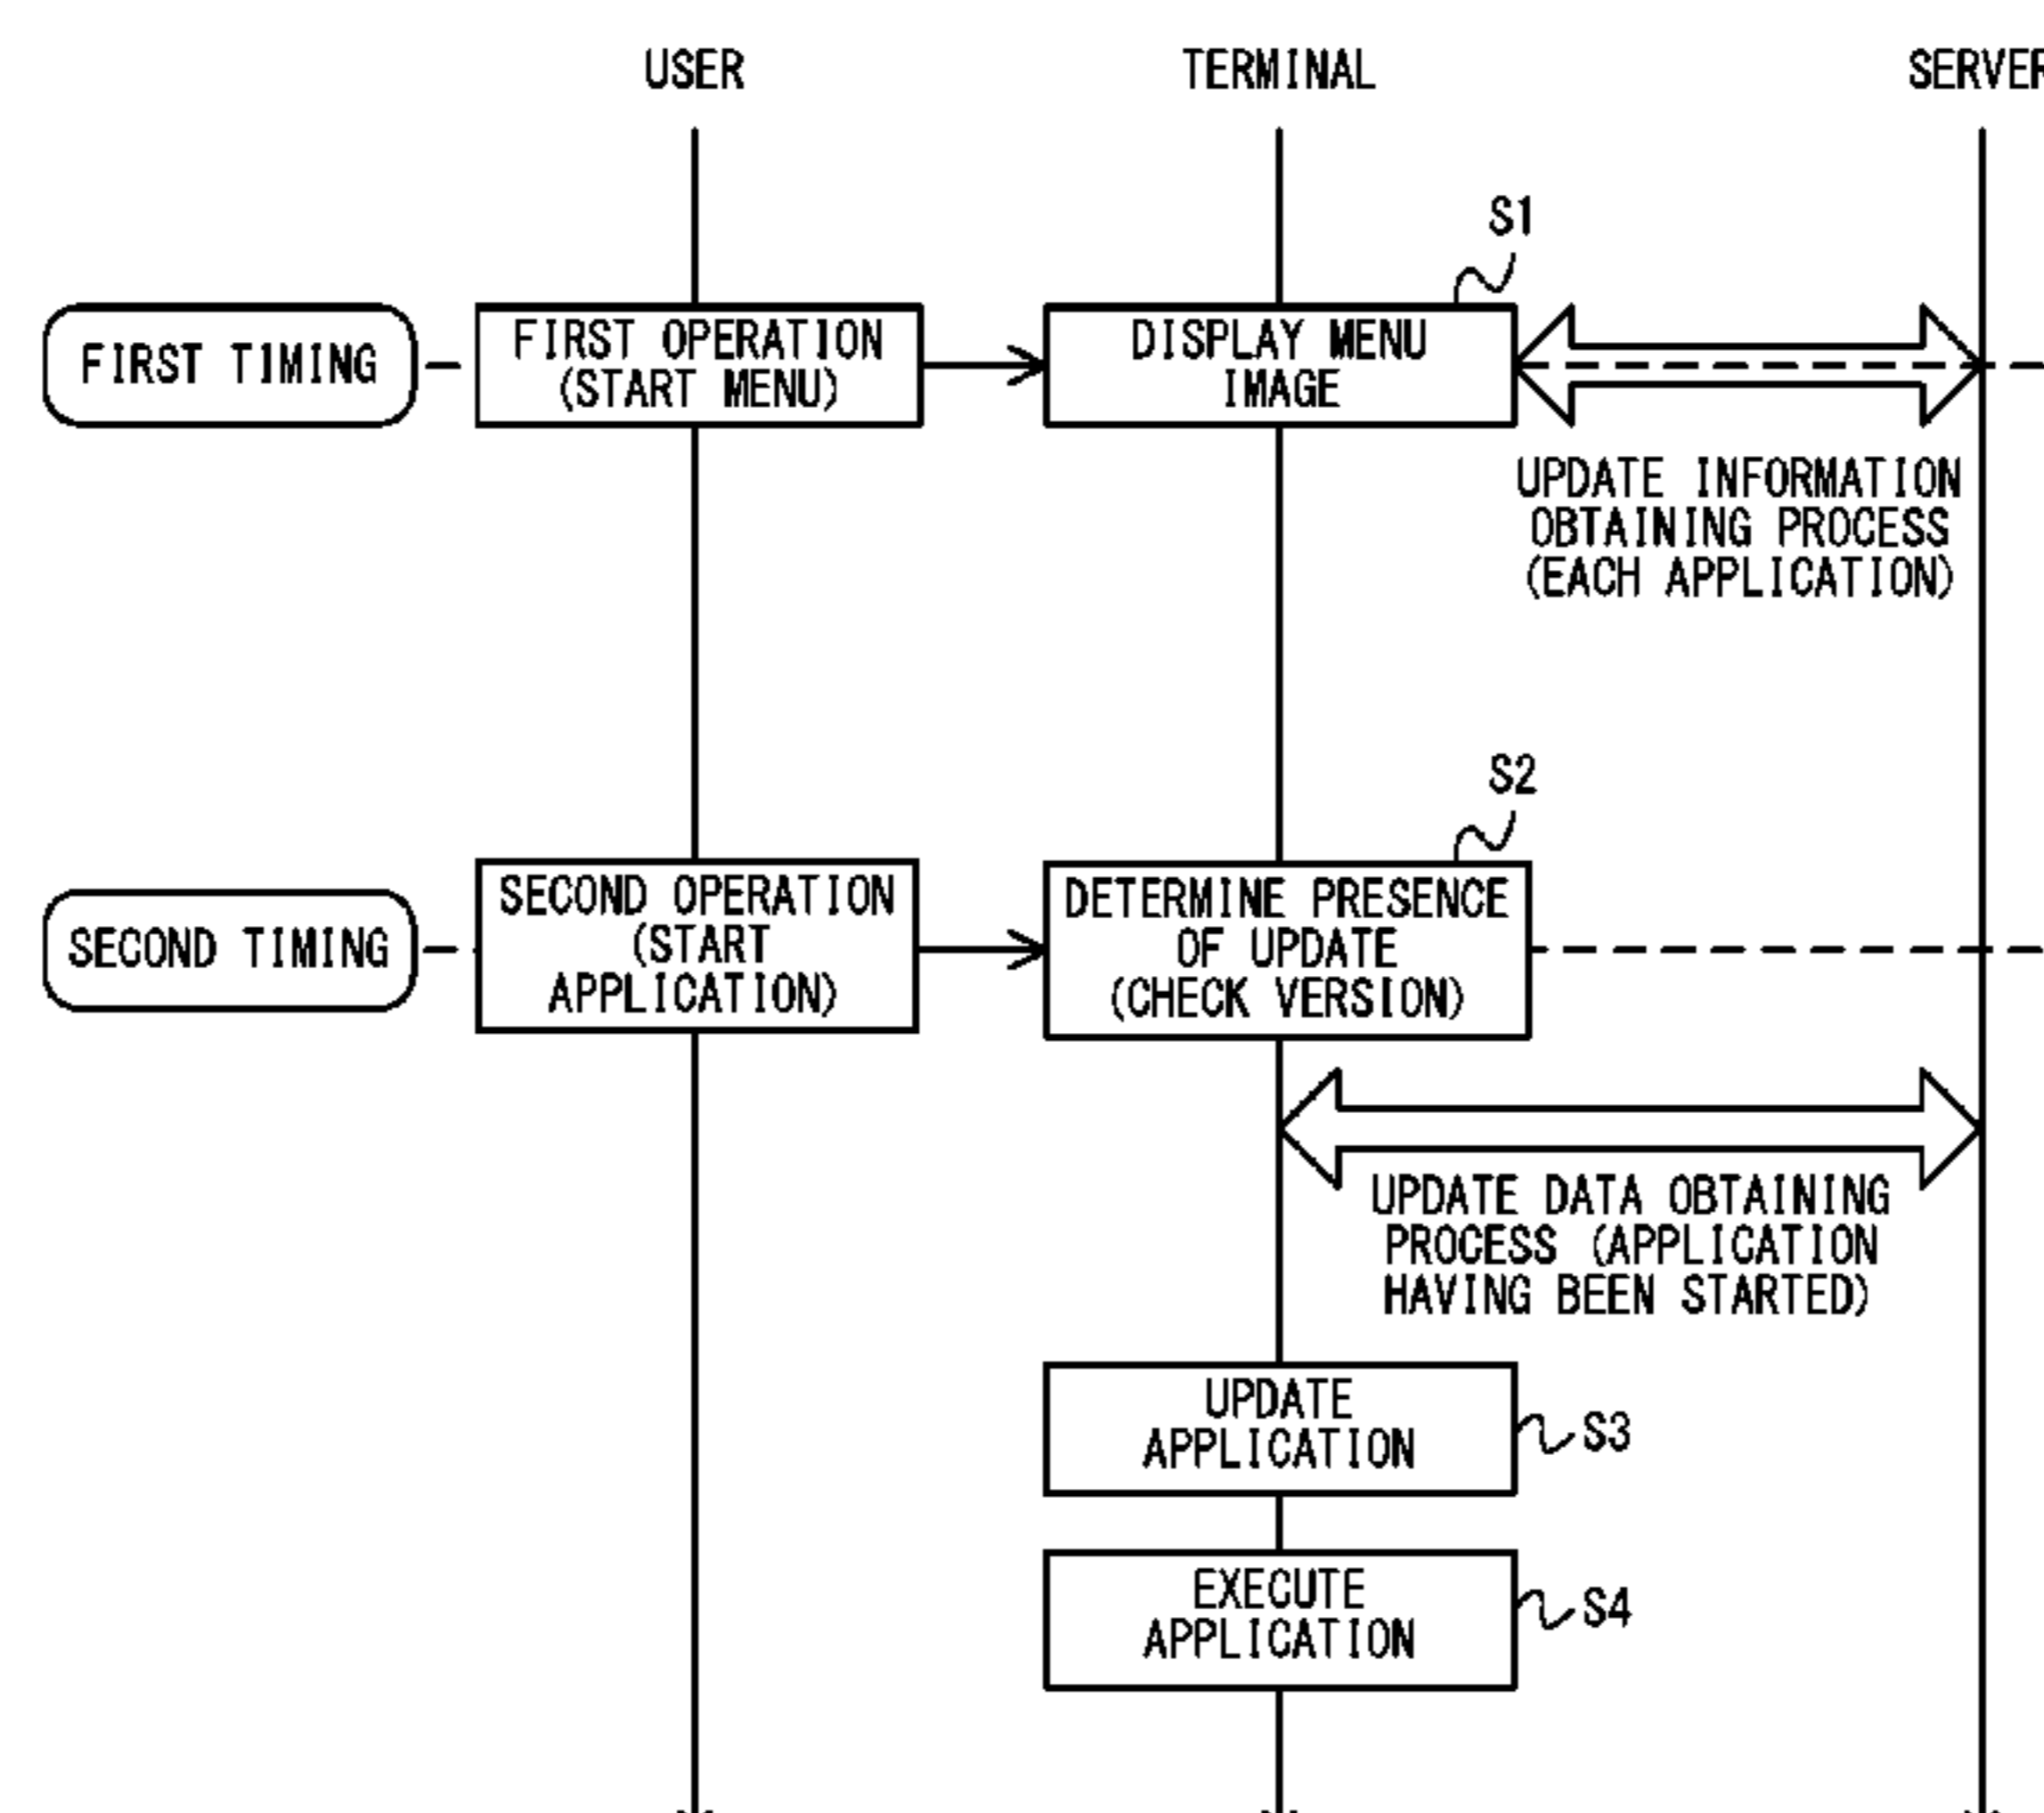 USER
TERMINAL
SERVER
S1
FIRST TIMING
FIRST OPERATION
(START MENU)
DISPLAY MENU
IMAGE
UPDATE INFORMATION
OBTAINING PROCESS
(EACH APPLICATION)
S2
SECOND TIMING
SECOND OPERATION
(START
APPLICATION)
DETERMINE PRESENCE
OF UPDATE
(CHECK VERSION)
UPDATE DATA OBTAINING
PROCESS (APPLICATION
HAVING BEEN STARTED)
UPDATE
APPLICATION
S3
EXECUTE
APPLICATION
S4